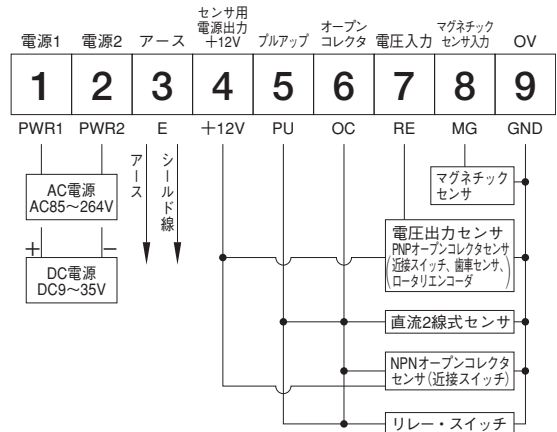 電源1
電源2
アース
センサ用
電源出力
＋12V
プルアップ
オープン
コレクタ
電圧入力
マグネチック
センサ入力
OV
1 2 3 4 5 6 7 8 9
PWR1 PWR2 E ＋12V PU OC RE MG GND
アース
シールド線
AC電源
AC85～264V
＋ −
DC電源
DC9～35V
マグネチック
センサ
電圧出力センサ
PNPオープンコレクタセンサ
(近接スイッチ、歯車センサ、
ロータリエンコーダ)
直流2線式センサ
NPNオープンコレクタ
センサ(近接スイッチ)
リレー・スイッチ